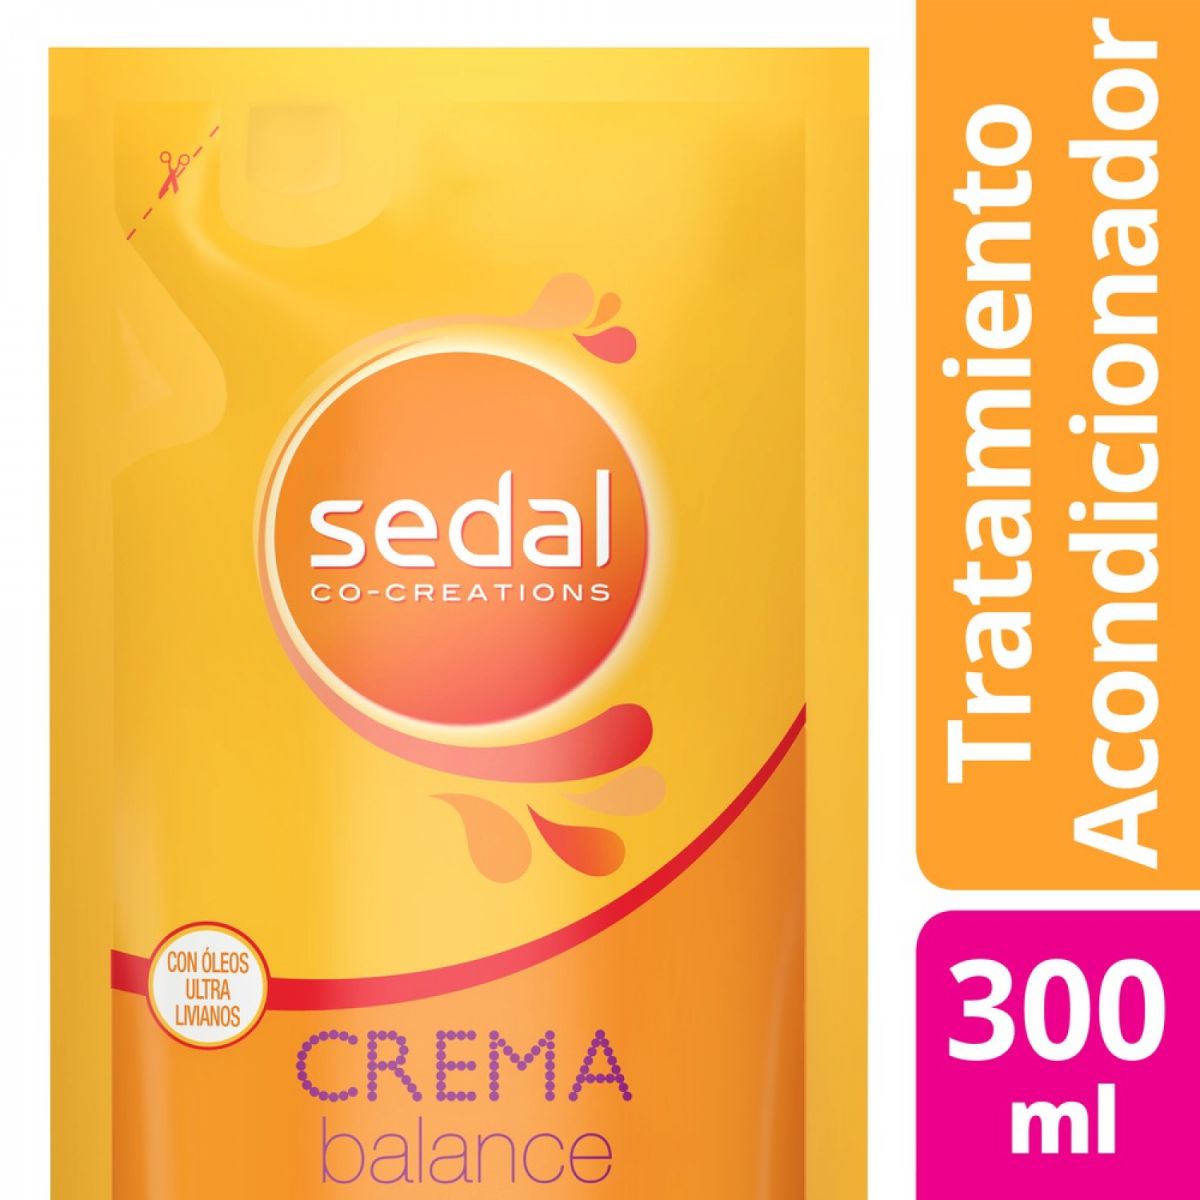 sedal
CO-CREATIONS
CON ÓLEOS
ULTRA
LIVIANOS
CREMA
balance
Tratamiento
Acondicionador
300
ml